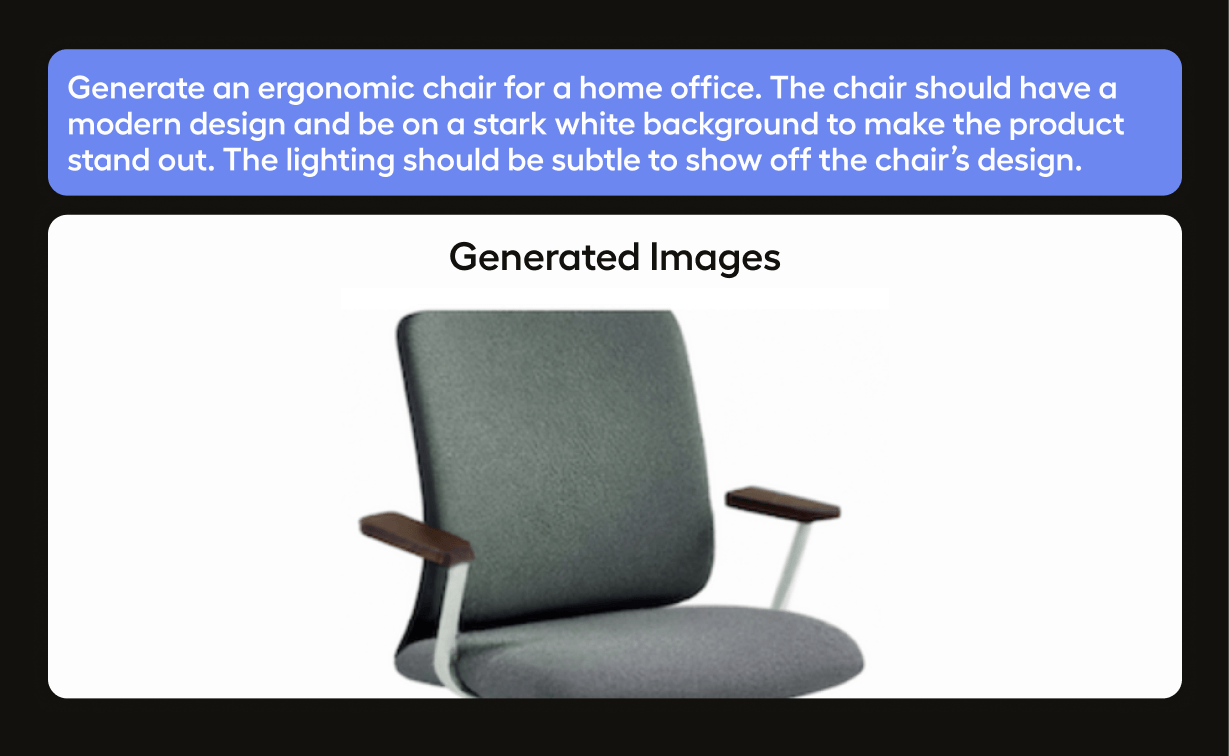 Generate an ergonomic chair for a home office. The chair should have a
modern design and be on a stark white background to make the product
stand out. The lighting should be subtle to show off the chair’s design.
Generated Images